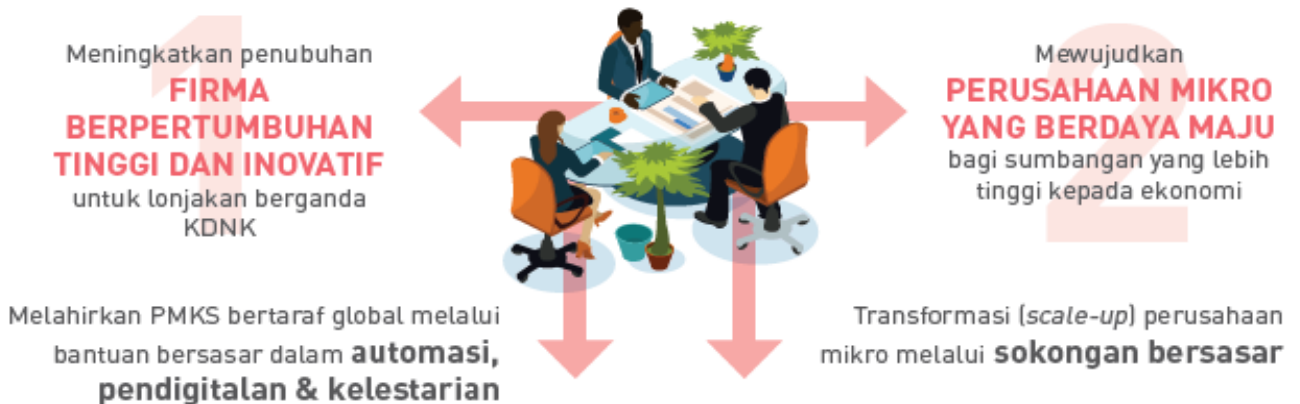 1
Meningkatkan penubuhan
FIRMA
BERPERTUMBUHAN
TINGGI DAN INOVATIF
untuk lonjakan berganda
KDNK
2
Mewujudkan
PERUSAHAAN MIKRO
YANG BERDAYA MAJU
bagi sumbangan yang lebih
tinggi kepada ekonomi
Melahirkan PMKS bertaraf global melalui
bantuan bersasar dalam automasi,
pendigitalan & kelestarian
Transformasi (scale-up) perusahaan
mikro melalui sokongan bersasar